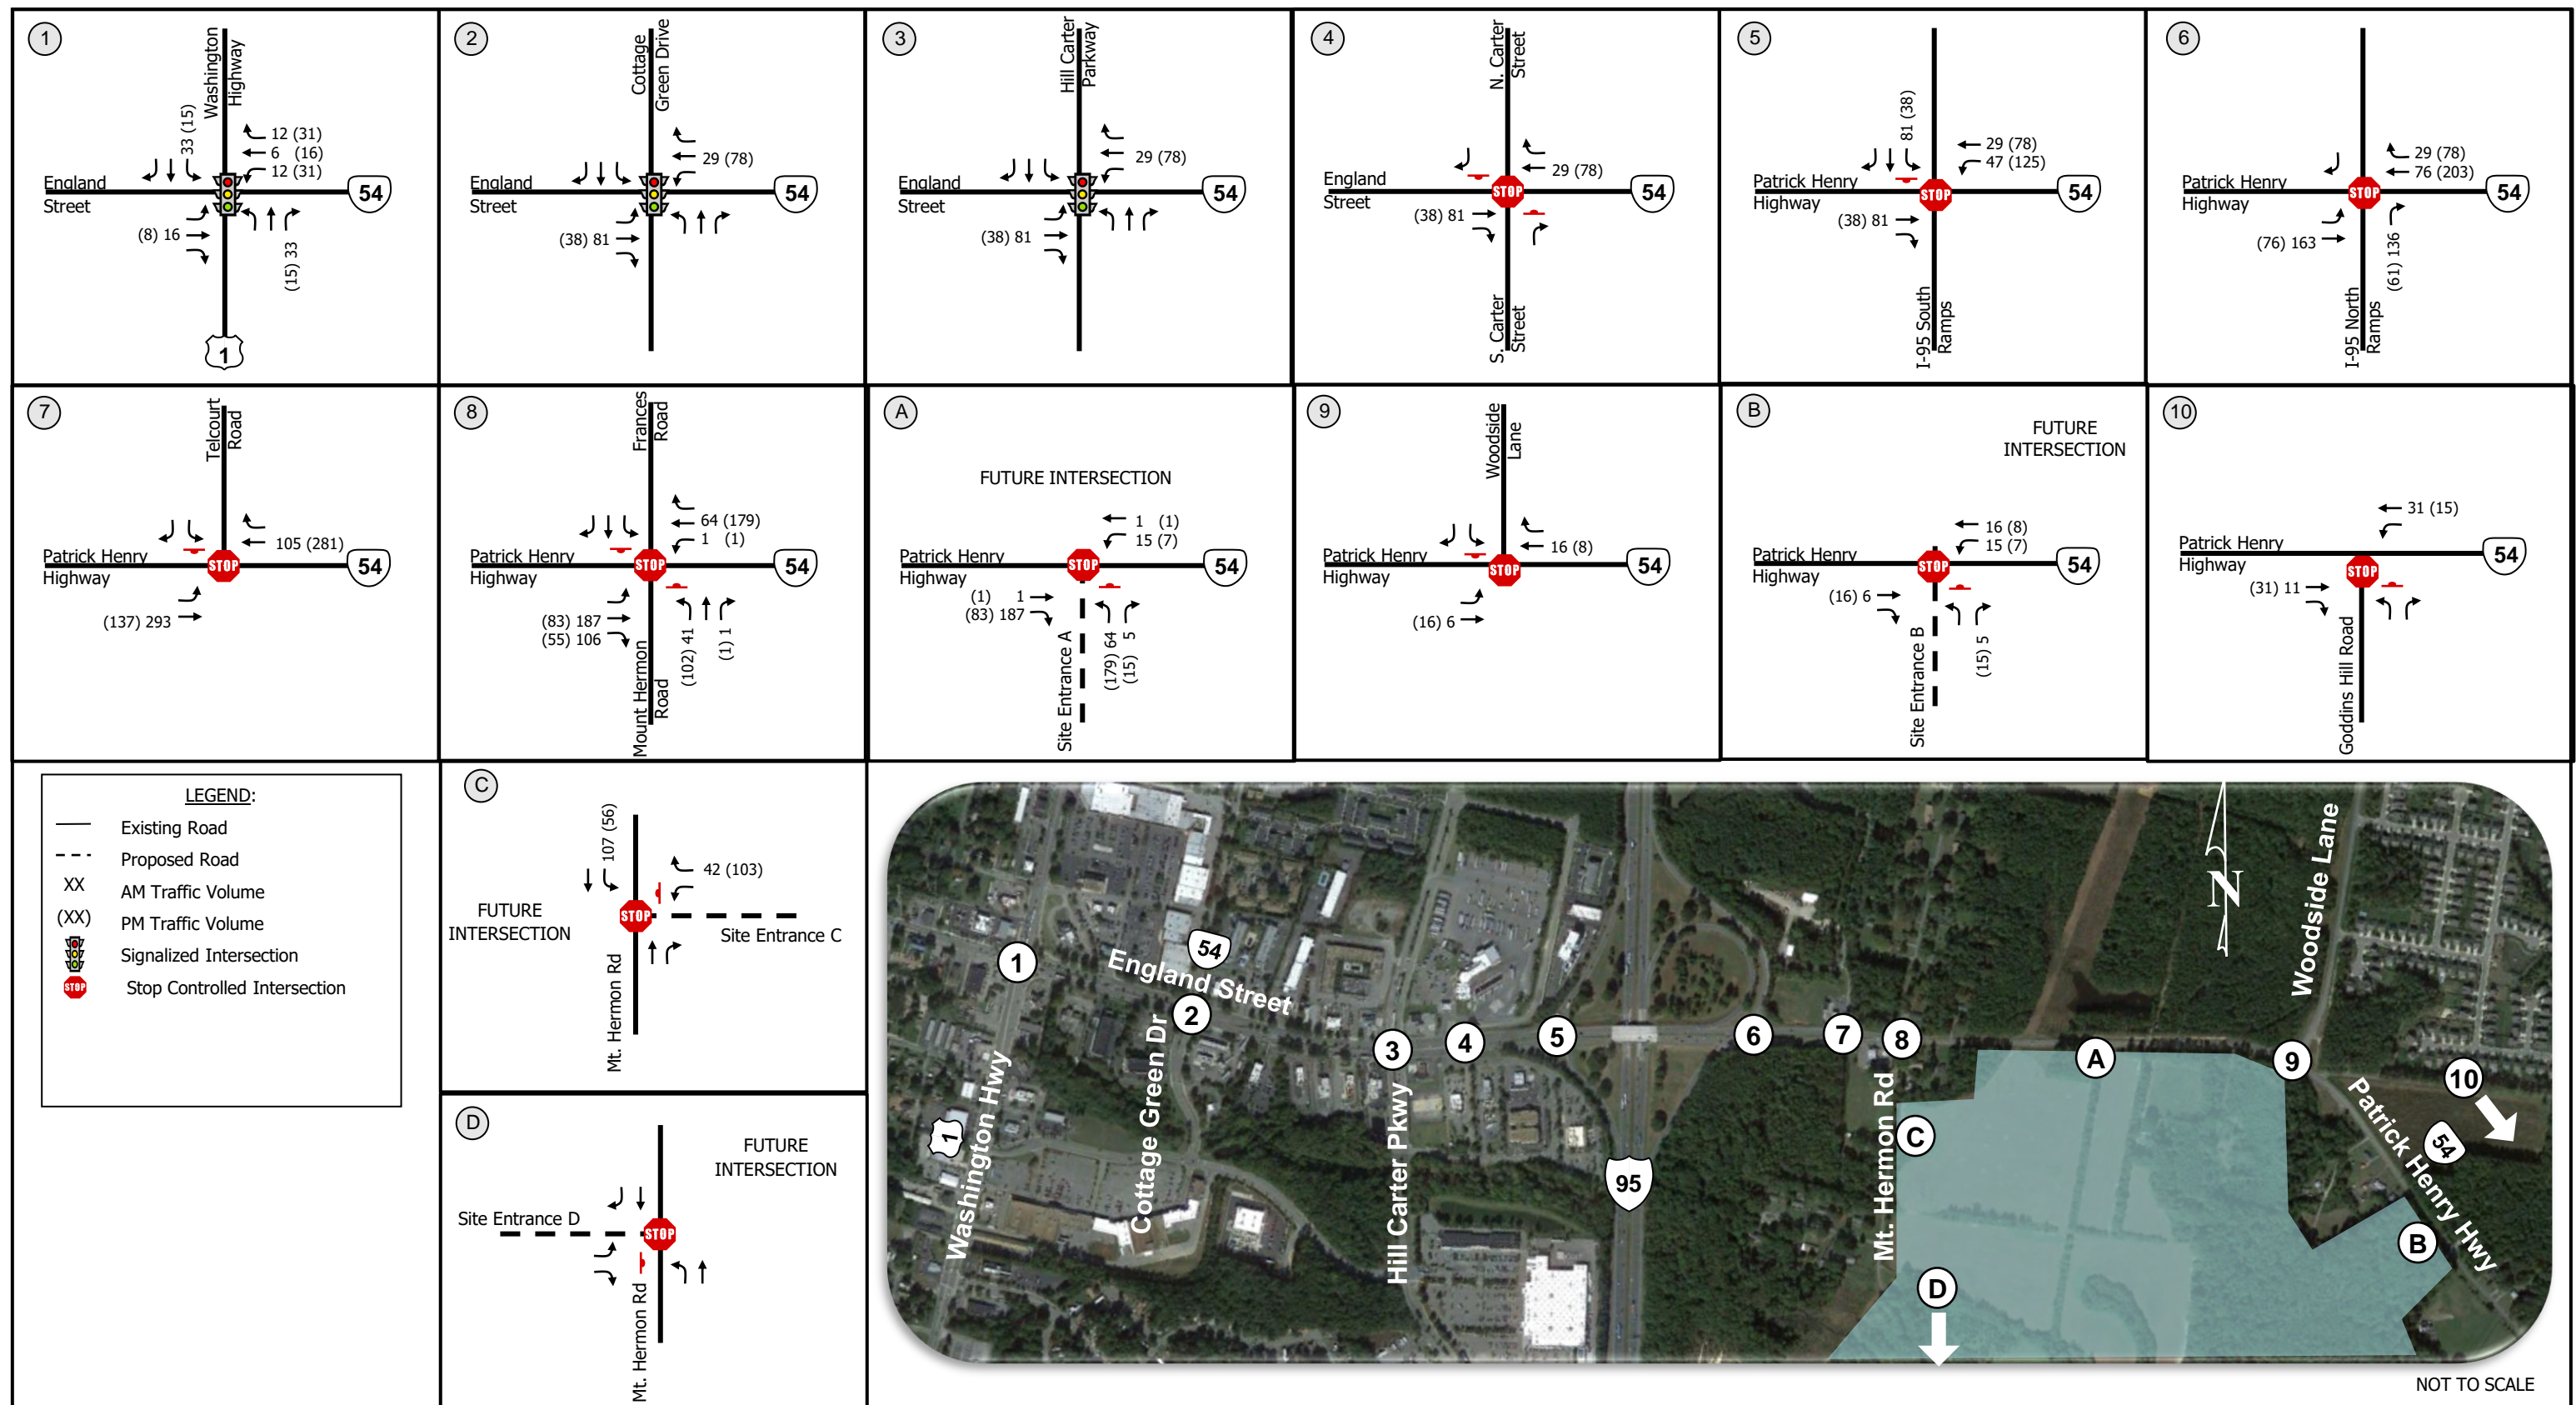 1
Washington
Highway
33 (15)
12 (31)
6 (16)
12 (31)
England
Street
54
(8) 16
(15) 33
1
2
Cottage
Green Drive
29 (78)
England
Street
54
(38) 81
3
Hill Carter
Parkway
29 (78)
England
Street
54
(38) 81
4
N. Carter
Street
29 (78)
England
Street
STOP
54
(38) 81
S. Carter
Street
5
81 (38)
29 (78)
47 (125)
Patrick Henry
Highway
STOP
54
(38) 81
I-95 South
Ramps
6
29 (78)
76 (203)
Patrick Henry
Highway
STOP
54
(76) 163
(61) 136
I-95 North
Ramps
7
Telcourt
Road
105 (281)
Patrick Henry
Highway
STOP
54
(137) 293
8
Frances
Road
64 (179)
1 (1)
Patrick Henry
Highway
STOP
54
(83) 187
(55) 106
(102) 41
(1) 1
Mount Hermon
Road
A
FUTURE INTERSECTION
1 (1)
15 (7)
Patrick Henry
Highway
STOP
54
(1) 1
(83) 187
(179) 64
(15) 5
Site Entrance A
9
Woodside
Lane
16 (8)
Patrick Henry
Highway
STOP
54
(16) 6
B
FUTURE
INTERSECTION
16 (8)
15 (7)
Patrick Henry
Highway
STOP
54
(16) 6
(15) 5
Site Entrance B
10
31 (15)
Patrick Henry
Highway
STOP
54
(31) 11
Goddins Hill Road
LEGEND:
Existing Road
Proposed Road
XX AM Traffic Volume
(XX) PM Traffic Volume
Signalized Intersection
STOP Stop Controlled Intersection
C
107 (56)
42 (103)
FUTURE
INTERSECTION
STOP
Site Entrance C
Mt. Hermon Rd
D
FUTURE
INTERSECTION
Site Entrance D
STOP
Mt. Hermon Rd
1
54
England Street
2
3
4
5
6
7
8
A
9
10
Woodside Lane
N
Washington Hwy
1
Cottage Green Dr
Hill Carter Pkwy
95
Mt. Hermon Rd
C
D
B
Patrick Henry Hwy
54
NOT TO SCALE